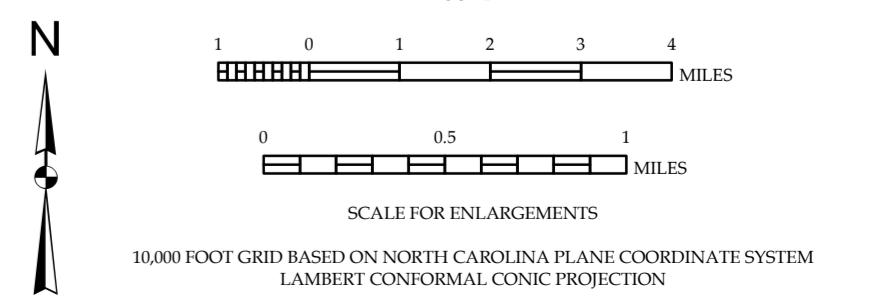 N
1 0 1 2 3 4
MILES
0 0.5 1
MILES
SCALE FOR ENLARGEMENTS
10,000 FOOT GRID BASED ON NORTH CAROLINA PLANE COORDINATE SYSTEM
LAMBERT CONFORMAL CONIC PROJECTION